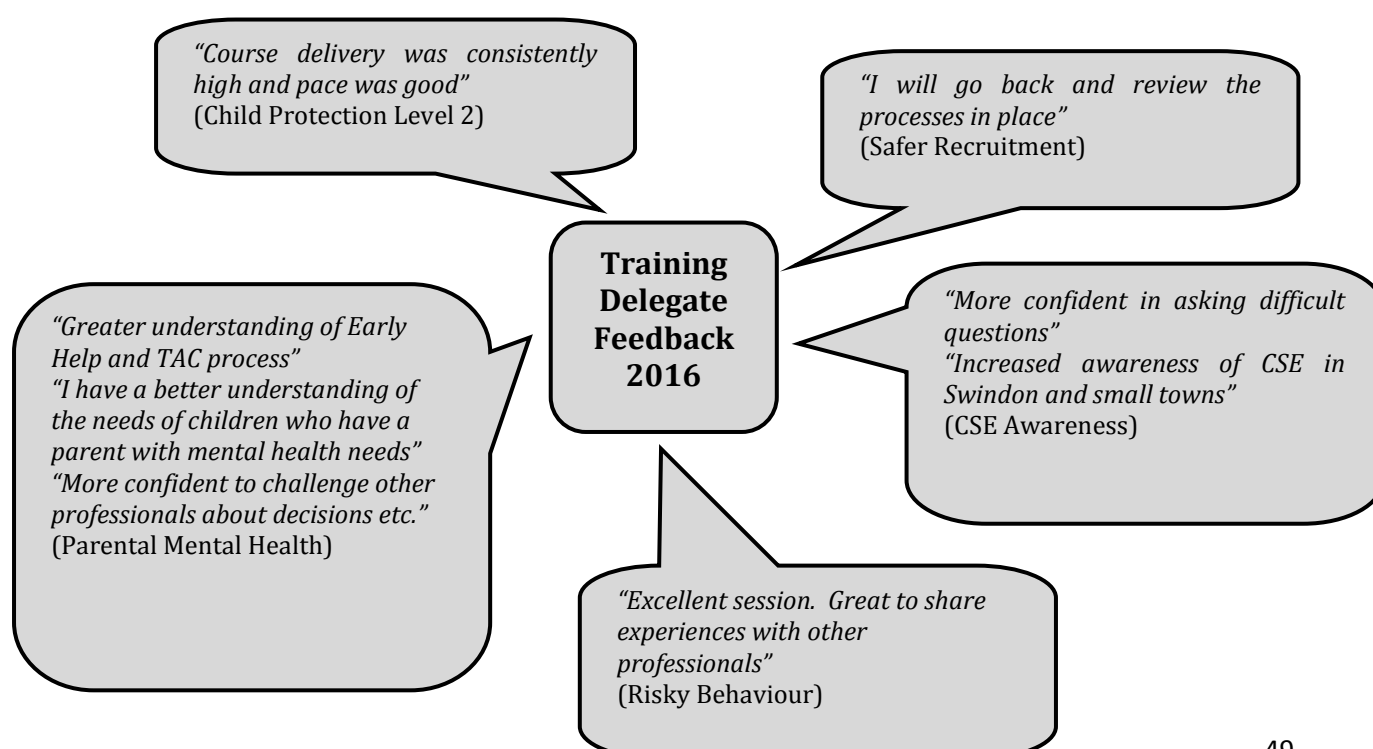 “Course delivery was consistently
high and pace was good”
(Child Protection Level 2)
“I will go back and review the
processes in place”
(Safer Recruitment)
Training
Delegate
Feedback
2016
“Greater understanding of Early
Help and TAC process”
“I have a better understanding of
the needs of children who have a
parent with mental health needs”
“More confident to challenge other
professionals about decisions etc.”
(Parental Mental Health)
“More confident in asking difficult
questions”
“Increased awareness of CSE in
Swindon and small towns”
(CSE Awareness)
“Excellent session.  Great to share
experiences with other
professionals”
(Risky Behaviour)
49